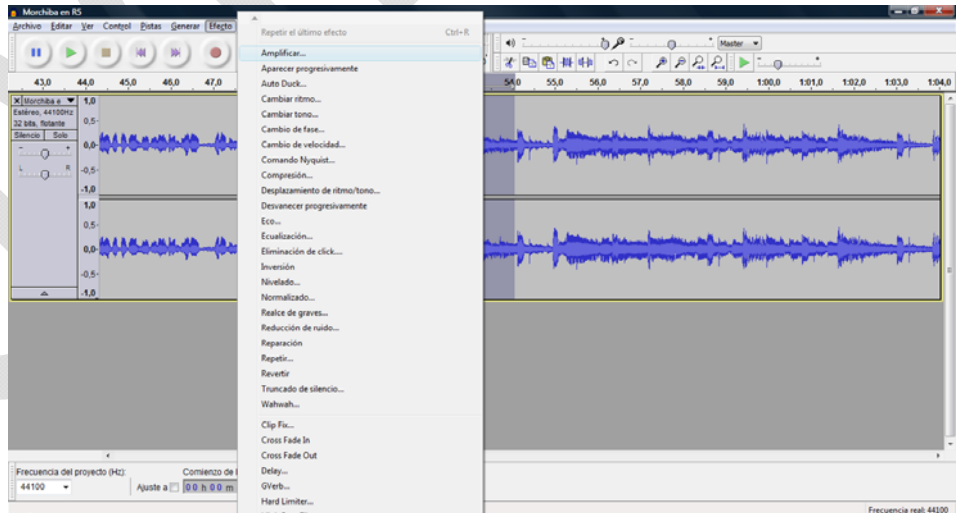 Morchiba en R5
Archivo Editar Ver Control Pistas Generar Efecto
Repetir el último efecto Ctrl+R
Amplificar...
Aparecer progresivamente
Auto Duck...
Cambiar ritmo...
Cambiar tono...
Cambio de fase...
Cambio de velocidad...
Comando Nyquist...
Compresión...
Desplazamiento de ritmo/tono...
Desvanecer progresivamente
Eco...
Ecualización...
Eliminación de click....
Inversión
Nivelado...
Normalizado...
Realce de graves...
Reducción de ruido...
Reparación
Repetir...
Revertir
Truncado de silencio...
Wahwah...
Clip Fix...
Cross Fade In
Cross Fade Out
Delay...
GVerb...
Hard Limiter...
Master
43,0 44,0 45,0 46,0 47,0 54,0 55,0 56,0 57,0 58,0 59,0 1:00,0 1:01,0 1:02,0 1:03,0 1:04,0
X Morchiba e
Estéreo, 44100Hz
32 bits, flotante
Silencio Solo
- +
L R
1,0
0,5-
0,0-
-0,5-
-1,0
1,0
0,5-
0,0-
-0,5-
-1,0
Frecuencia del proyecto (Hz): Comienzo de l
44100 Ajuste a 00 h 00 m
Frecuencia real: 44100